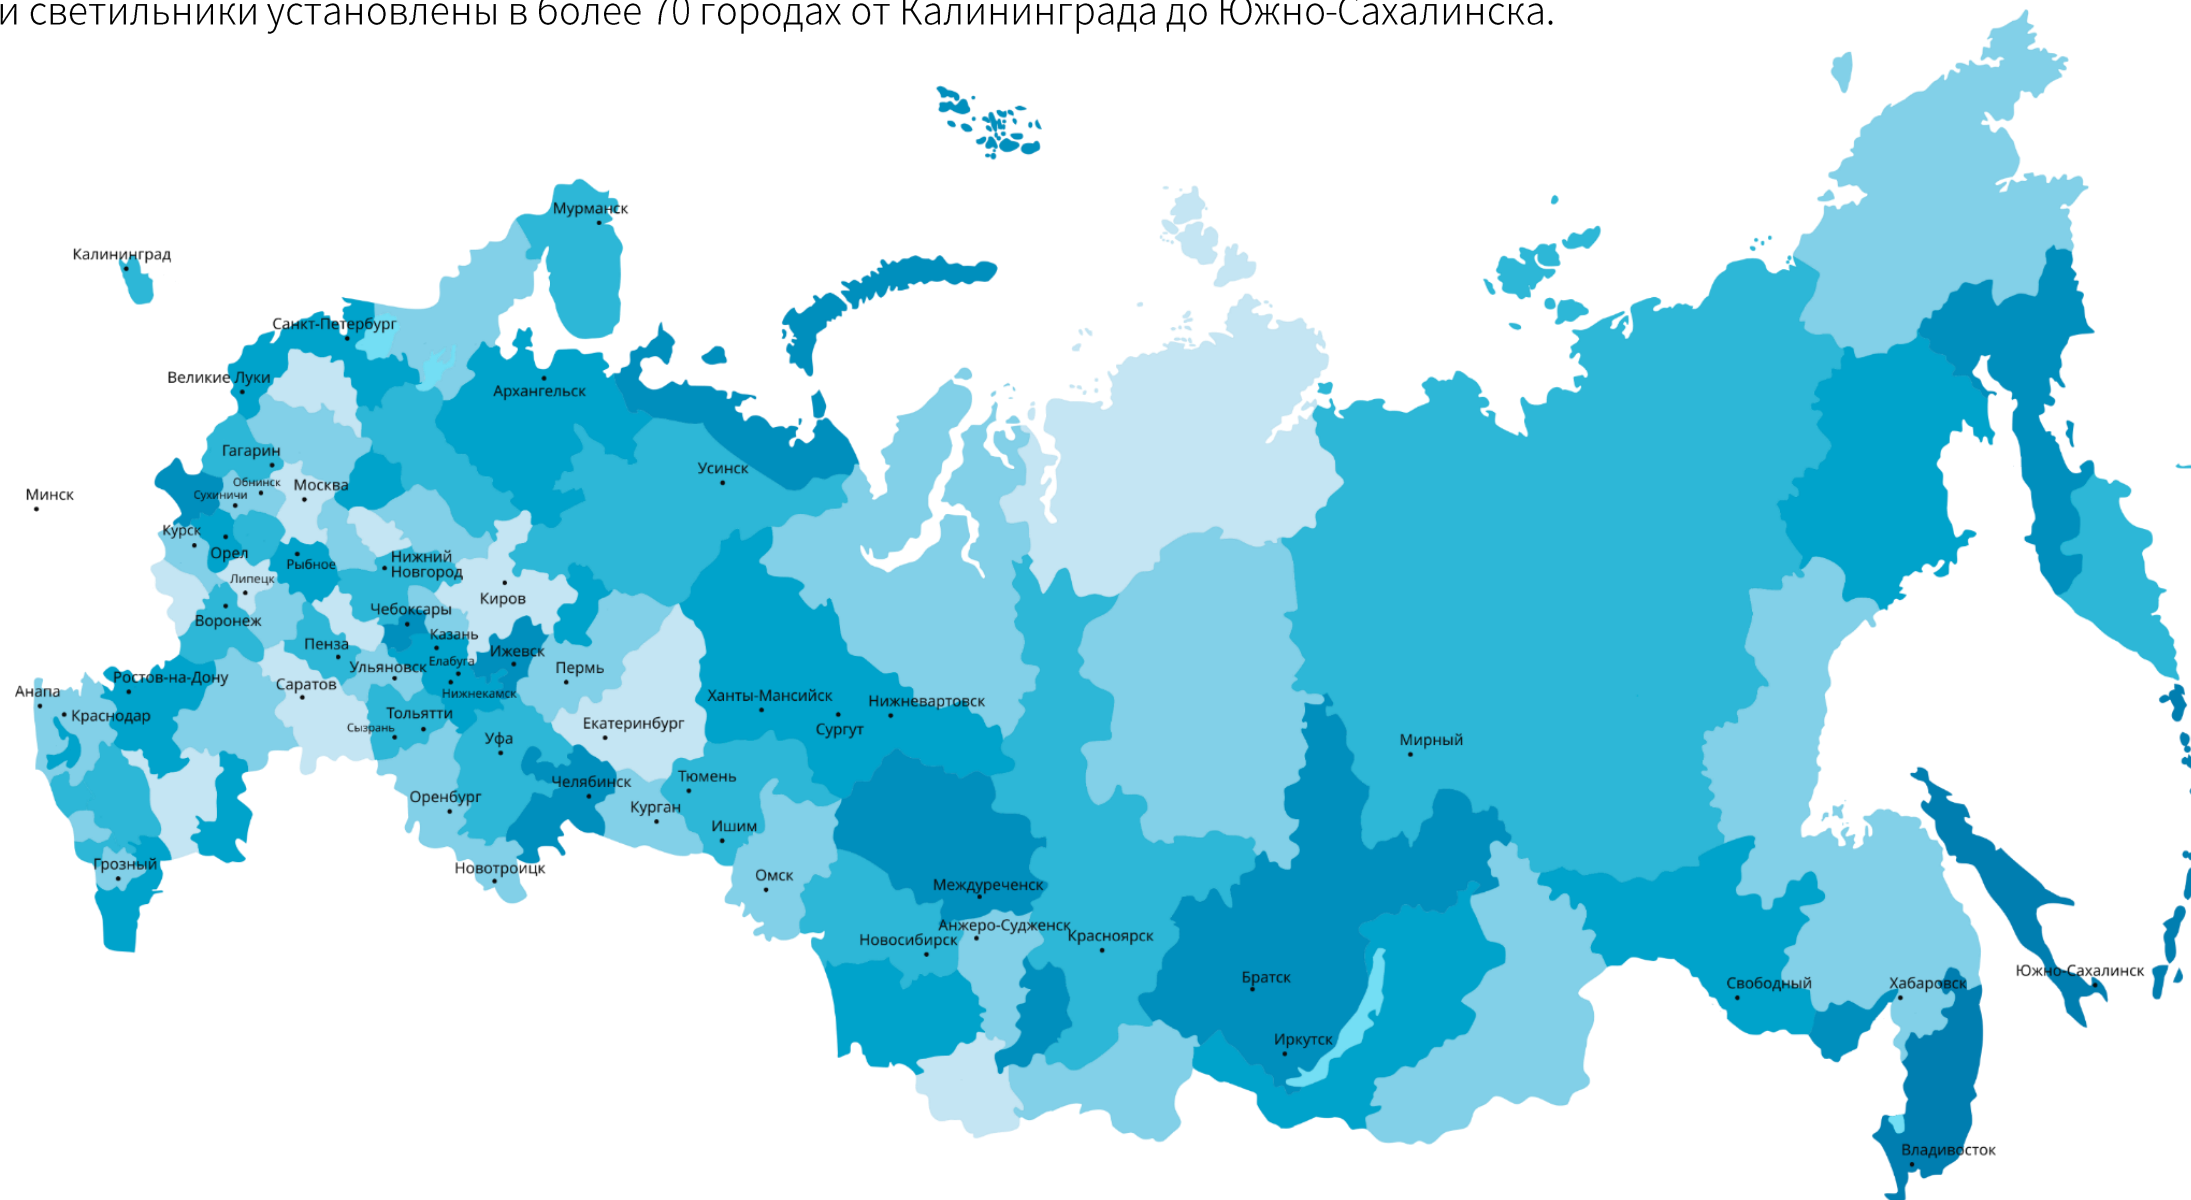 и светильники установлены в более 70 городах от Калининграда до Южно-Сахалинска.
Мурманск
Калининград
Санкт-Петербург
Великие Луки
Архангельск
Гагарин
Усинск
Обнинск
Москва
Сухиничи
Минск
Курск
Орел
Нижний
Новгород
Рыбное
Липецк
Киров
Чебоксары
Воронеж
Казань
Пенза
Ижевск
Елабуга
Ульяновск
Пермь
Ростов-на-Дону
Саратов
Анапа
Нижнекамск
Ханты-Мансийск
Нижневартовск
Краснодар
Тольятти
Екатеринбург
Сызрань
Сургут
Уфа
Мирный
Тюмень
Челябинск
Оренбург
Курган
Ишим
Грозный
Новотроицк
Омск
Междуреченск
Анжеро-Судженск
Новосибирск
Красноярск
Южно-Сахалинск
Братск
Свободный
Хабаровск
Иркутск
Владивосток